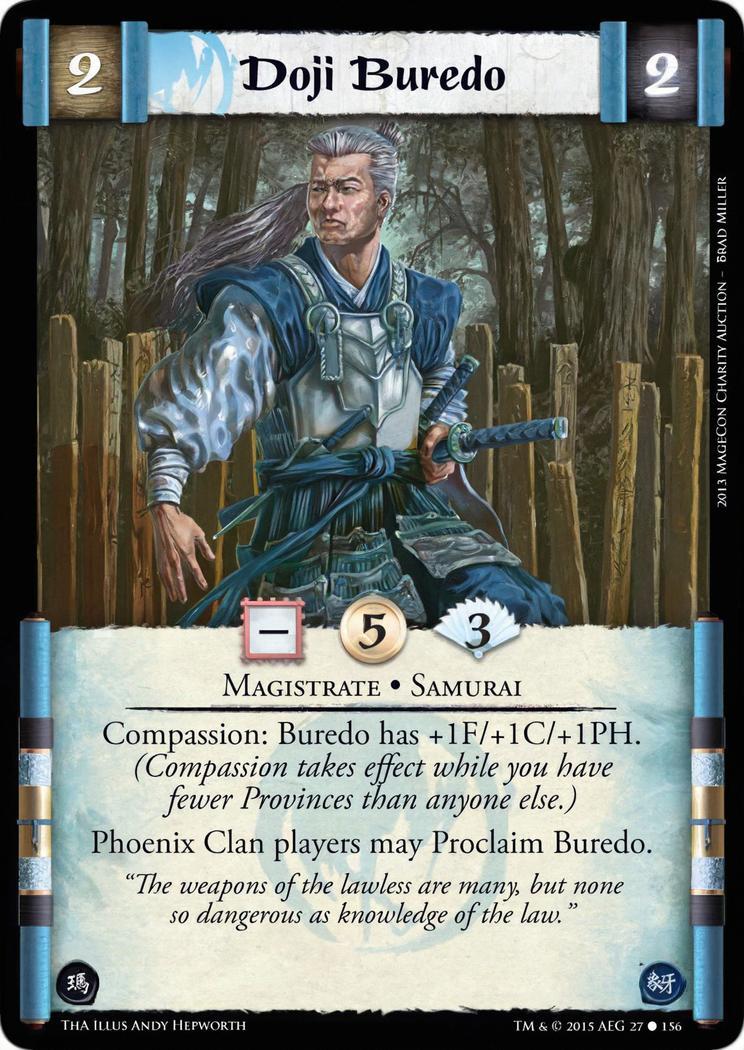 2
Doji Buredo
2
2013 MageCon Charity Auction – Brad Miller
–
5
3
Magistrate • Samurai
Compassion: Buredo has +1F/+1C/+1PH.
(Compassion takes effect while you have
fewer Provinces than anyone else.)
Phoenix Clan players may Proclaim Buredo.
“The weapons of the lawless are many, but none
so dangerous as knowledge of the law.”
瑪
ThA Illus Andy Hepworth
TM & © 2015 AEG 27 • 156